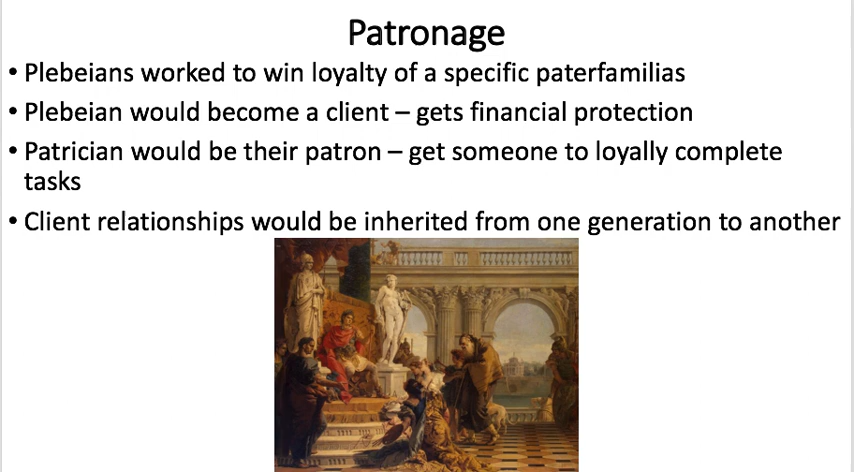 Patronage
• Plebeians worked to win loyalty of a specific paterfamilias
• Plebeian would become a client – gets financial protection
• Patrician would be their patron – get someone to loyally complete
tasks
• Client relationships would be inherited from one generation to another